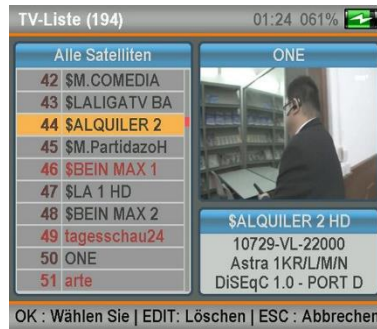 TV-Liste (194) 01:24 061%
Alle Satelliten
42 $M.COMEDIA
43 $LALIGATV BA
44 $ALQUILER 2
45 $M.PartidazoH
46 $BEIN MAX 1
47 $LA 1 HD
48 $BEIN MAX 2
49 tagesschau24
50 ONE
51 arte
ONE
$ALQUILER 2 HD
10729-VL-22000
Astra 1KR/L/M/N
DiSEqC 1.0 - PORT D
OK : Wählen Sie | EDIT: Löschen | ESC : Abbrechen